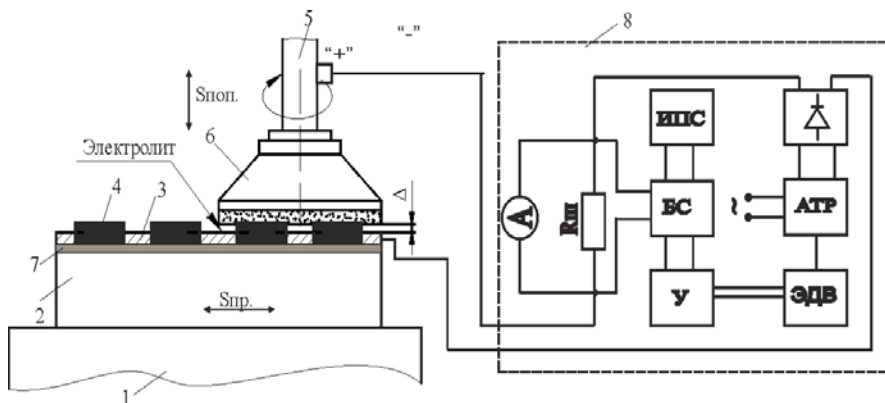 5
“-”
8
“+”
Sпоп.
6
ИПС
Электролит
Δ
4
3
А
Rш
БС
~
АТР
7
2
Sпр.
У
ЭДВ
1